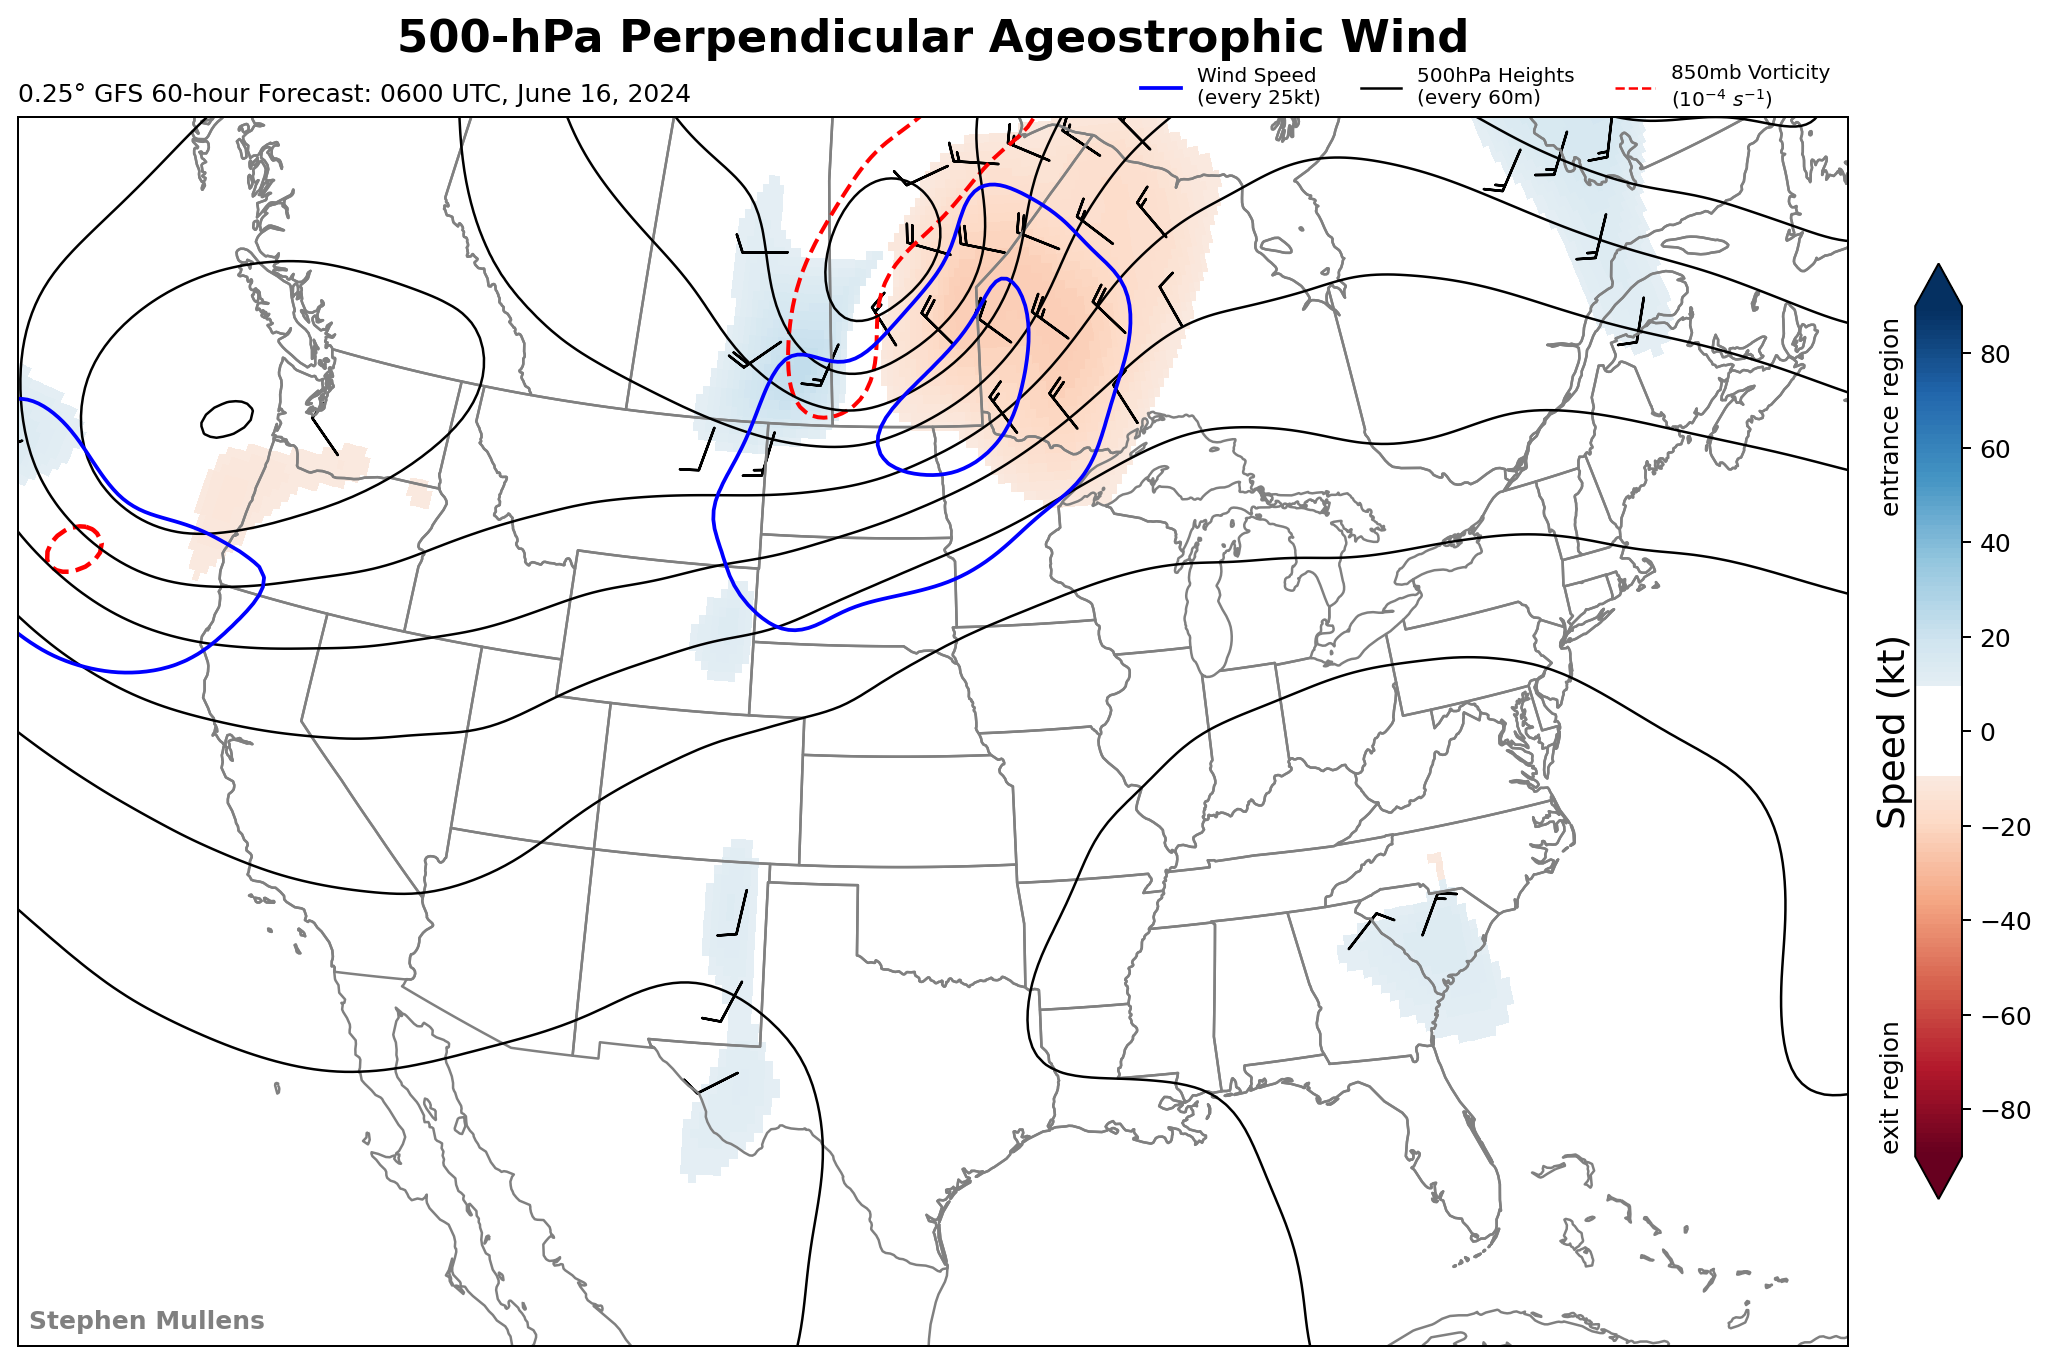 500-hPa Perpendicular Ageostrophic Wind
0.25° GFS 60-hour Forecast: 0600 UTC, June 16, 2024
Wind Speed
(every 25kt)
500hPa Heights
(every 60m)
850mb Vorticity
(10⁻⁴ s⁻¹)
entrance region
Speed (kt)
exit region
80
60
40
20
0
−20
−40
−60
−80
Stephen Mullens